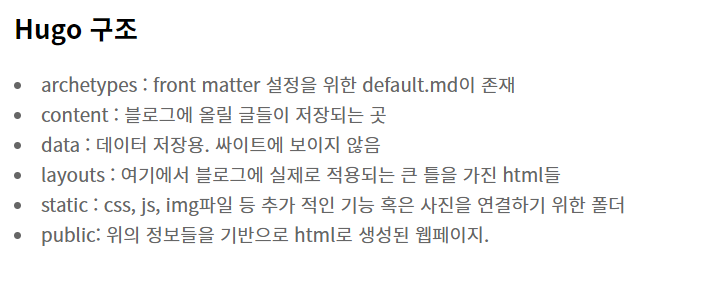 Hugo 구조
• archetypes : front matter 설정을 위한 default.md이 존재
• content : 블로그에 올릴 글들이 저장되는 곳
• data : 데이터 저장용. 싸이트에 보이지 않음
• layouts : 여기에서 블로그에 실제로 적용되는 큰 틀을 가진 html들
• static : css, js, img파일 등 추가 적인 기능 혹은 사진을 연결하기 위한 폴더
• public: 위의 정보들을 기반으로 html로 생성된 웹페이지.